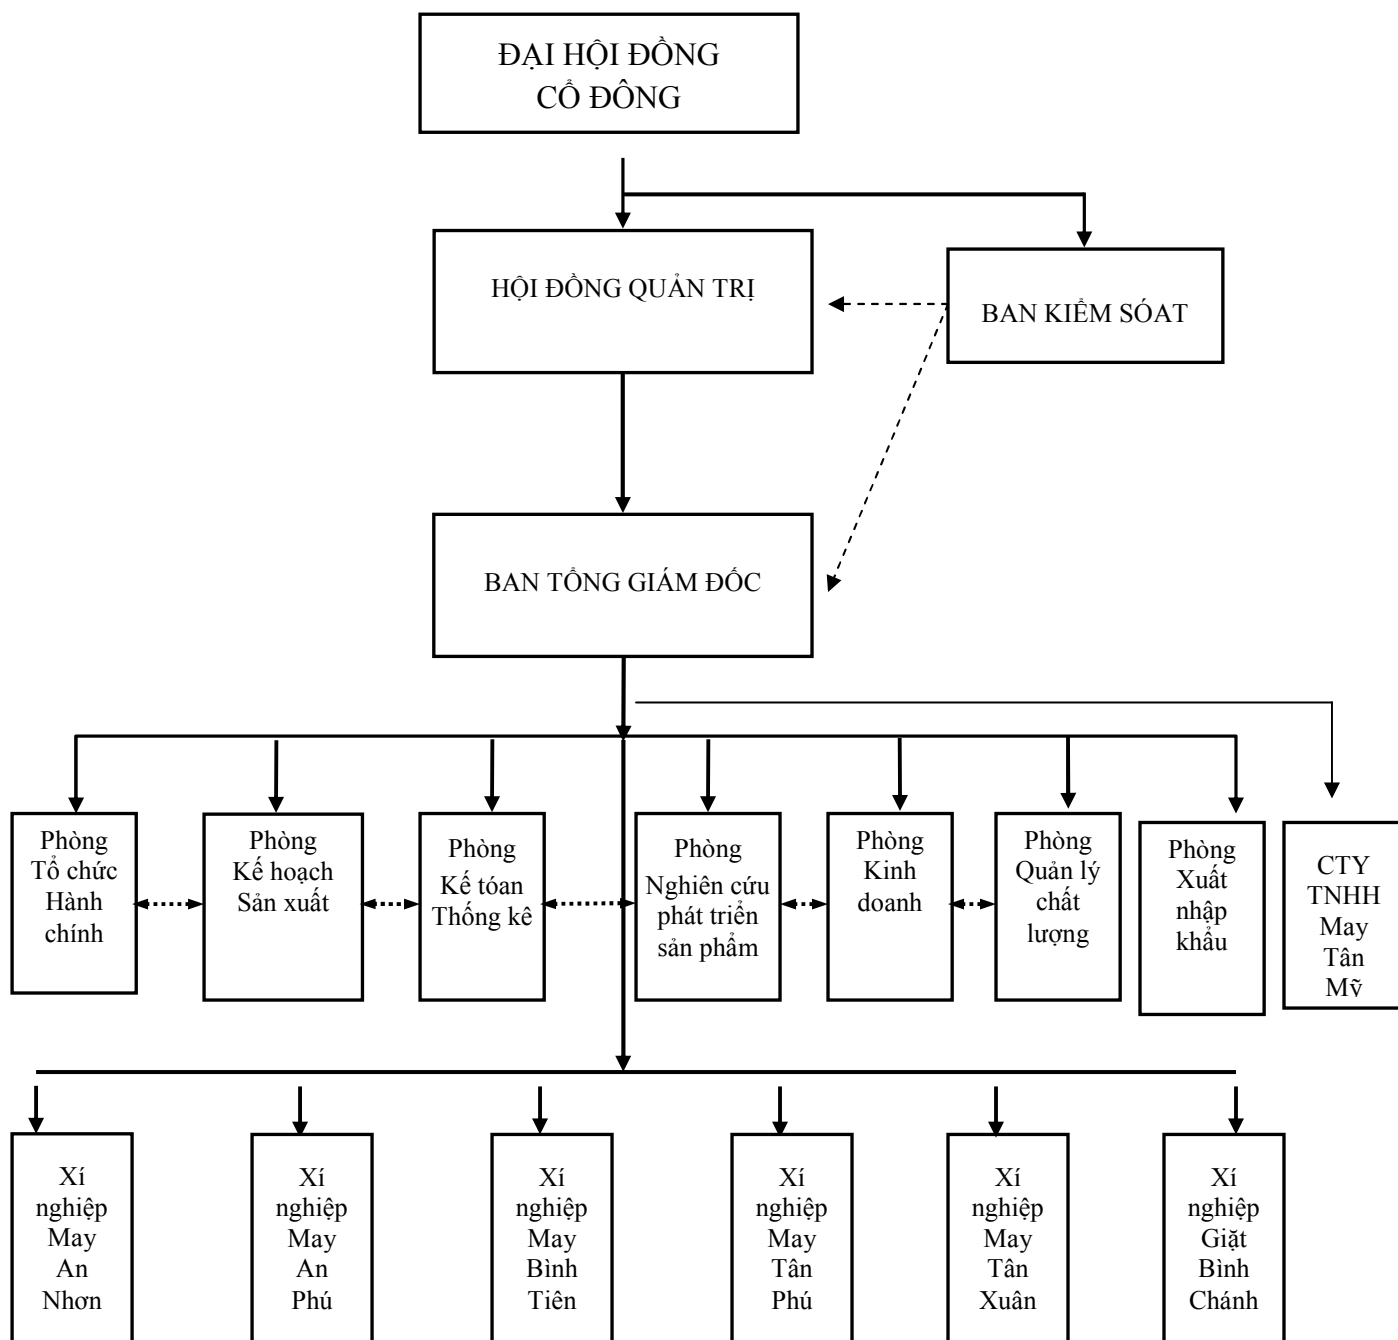 ĐẠI HỘI ĐỒNG
CỔ ĐÔNG
HỘI ĐỒNG QUẢN TRỊ
BAN KIỂM SÓAT
BAN TỔNG GIÁM ĐỐC
Phòng
Tổ chức
Hành
chính
Phòng
Kế hoạch
Sản xuất
Phòng
Kế tóan
Thống kê
Phòng
Nghiên cứu
phát triển
sản phẩm
Phòng
Kinh
doanh
Phòng
Quản lý
chất
lượng
Phòng
Xuất
nhập
khẩu
CTY
TNHH
May
Tân
Mỹ
Xí
nghiệp
May
An
Nhơn
Xí
nghiệp
May
An
Phú
Xí
nghiệp
May
Bình
Tiên
Xí
nghiệp
May
Tân
Phú
Xí
nghiệp
May
Tân
Xuân
Xí
nghiệp
Giặt
Bình
Chánh